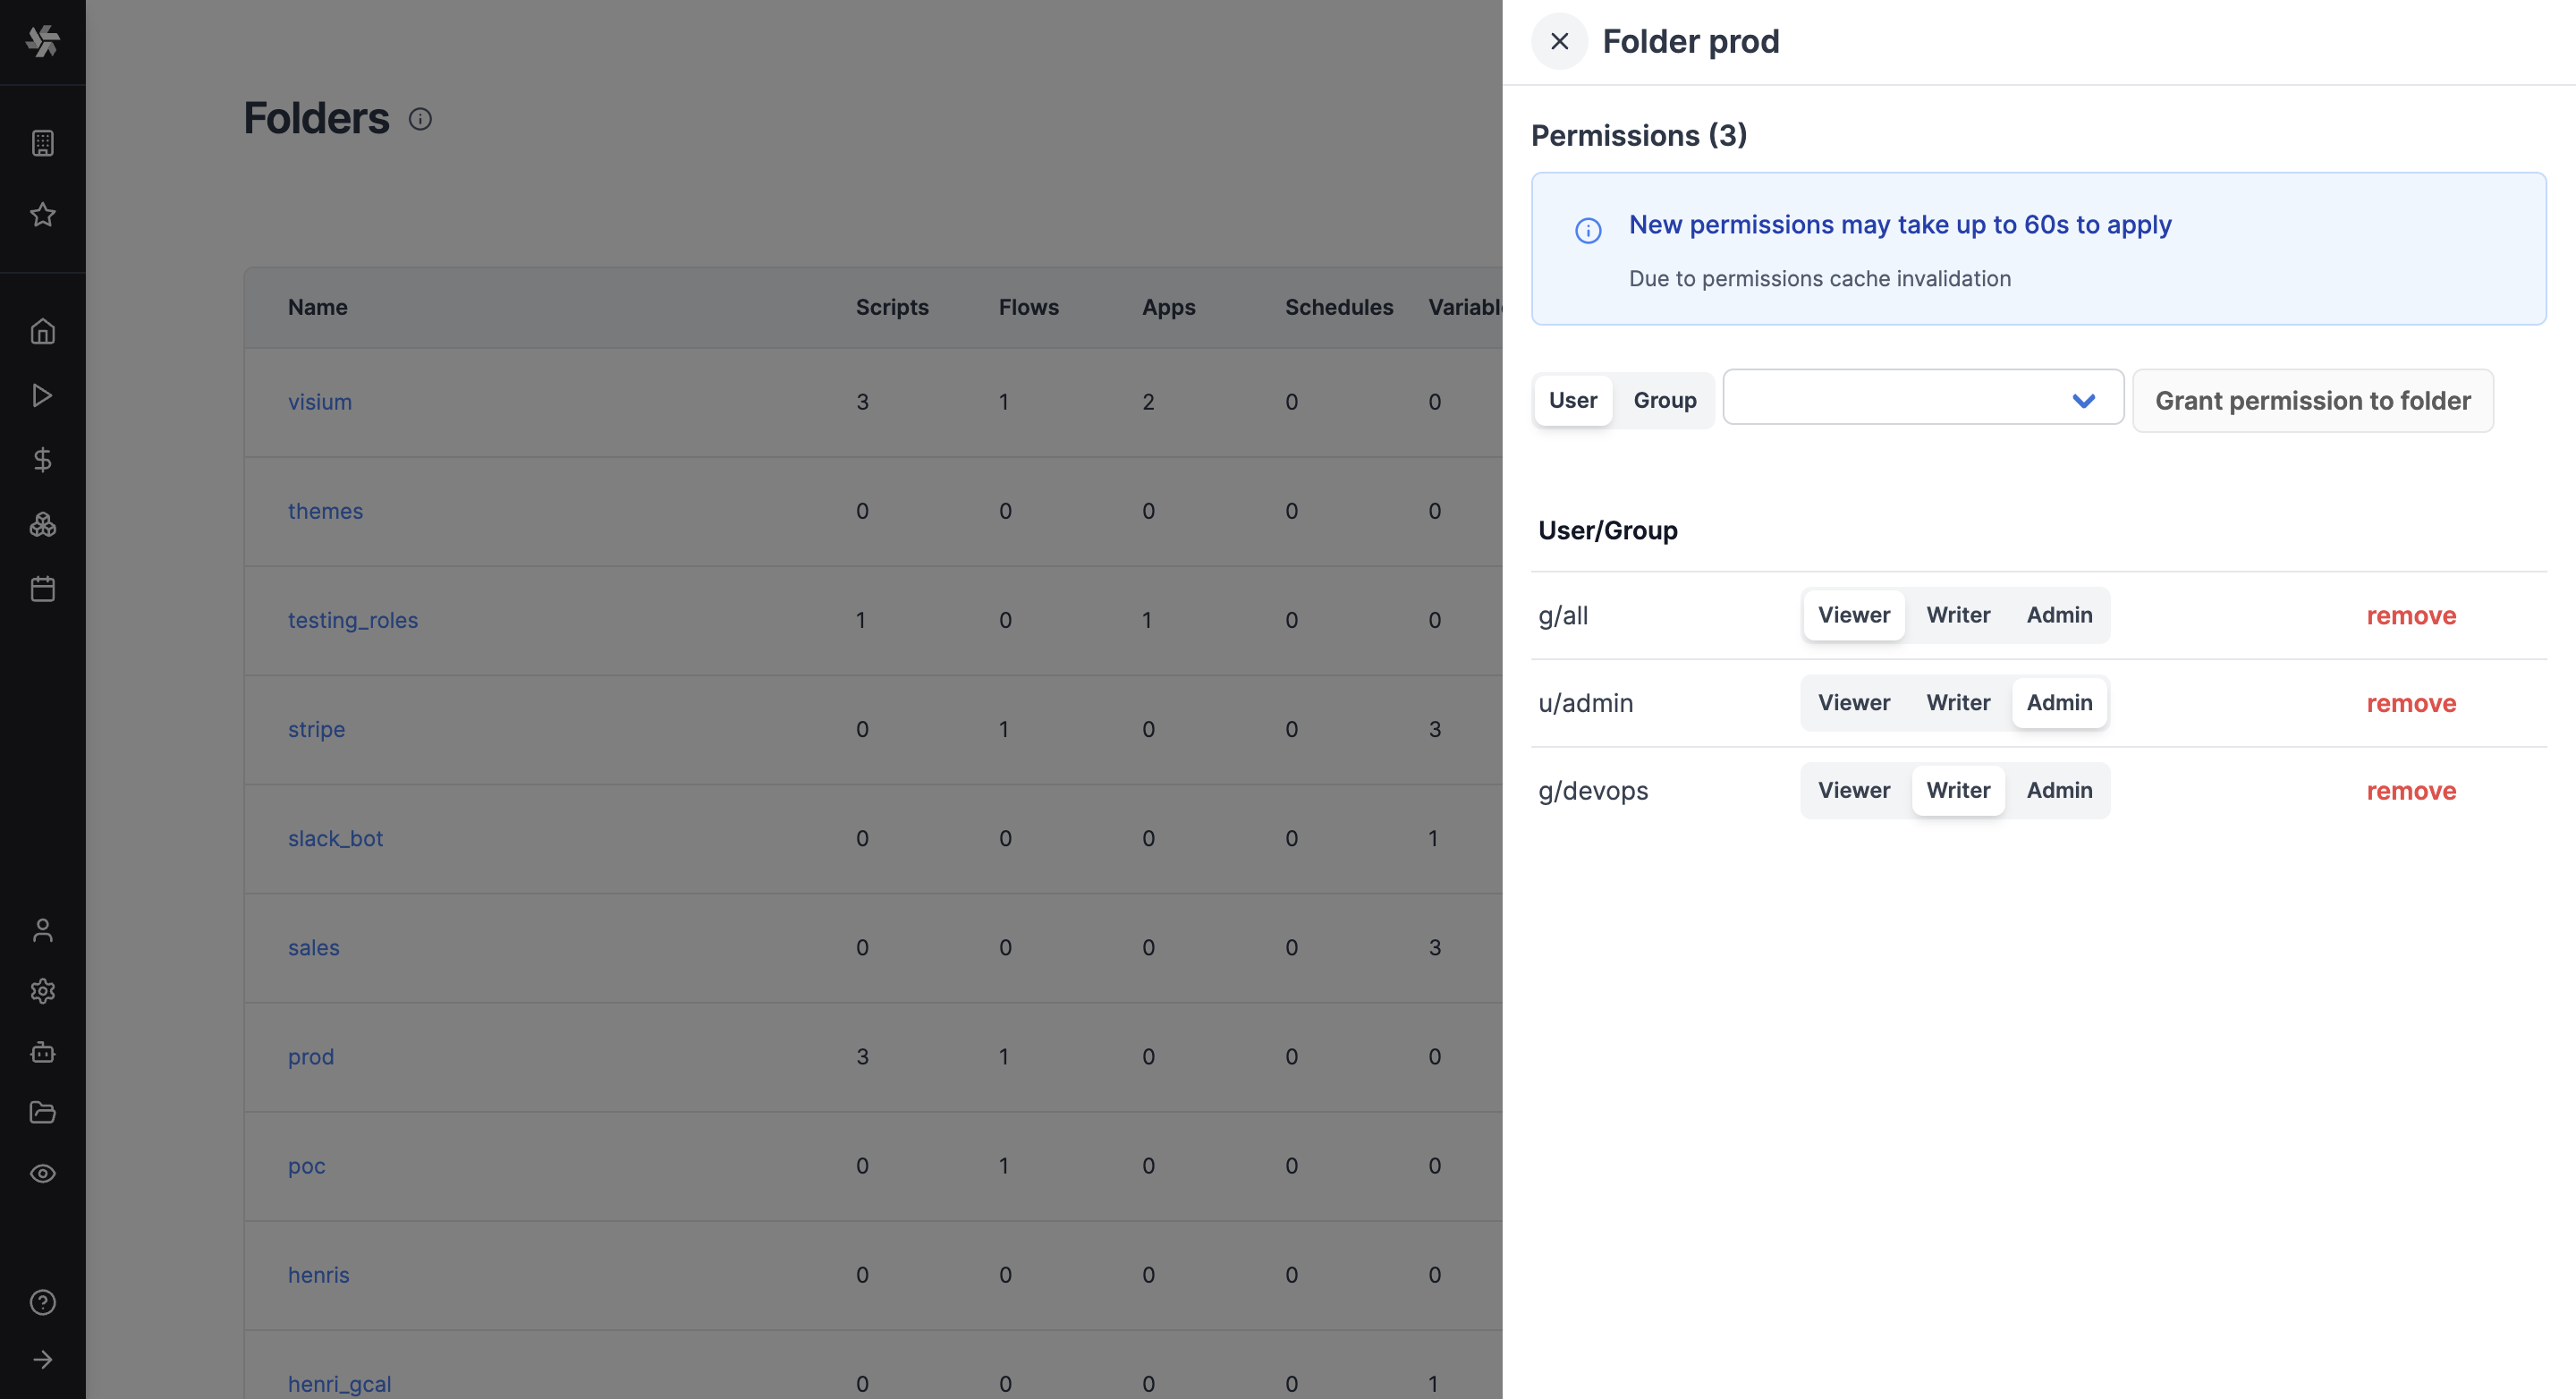 Folders
Name Scripts Flows Apps Schedules Variabl
visium 3 1 2 0 0
themes 0 0 0 0 0
testing_roles 1 0 1 0 0
stripe 0 1 0 0 3
slack_bot 0 0 0 0 1
sales 0 0 0 0 3
prod 3 1 0 0 0
poc 0 1 0 0 0
henris 0 0 0 0 0
henri_gcal 0 0 0 0 1
Folder prod
Permissions (3)
New permissions may take up to 60s to apply
Due to permissions cache invalidation
User Group Grant permission to folder
User/Group
g/all Viewer Writer Admin remove
u/admin Viewer Writer Admin remove
g/devops Viewer Writer Admin remove